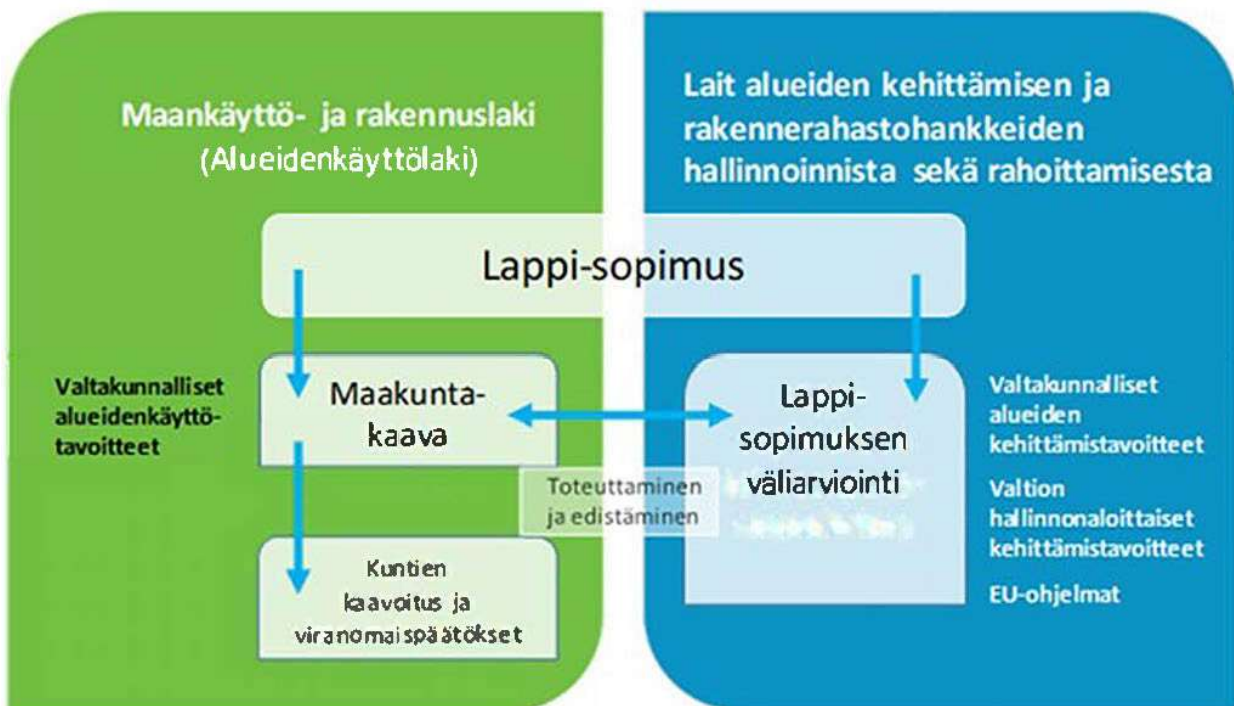 Maankäyttö- ja rakennuslaki
(Alueidenkäyttölaki)
Lait alueiden kehittämisen ja
rakennerahastohankkeiden
hallinnoinnista sekä rahoittamisesta
Lappi-sopimus
Valtakunnalliset
alueidenkäyttö-
tavoitteet
Maakunta-
kaava
Lappi-
sopimuksen
väliarviointi
Toteuttaminen
ja edistäminen
Valtakunnalliset
alueiden
kehittämistavoitteet
Valtion
hallinnonaloittaiset
kehittämistavoitteet
EU-ohjelmat
Kuntien
kaavoitus ja
viranomaispäätökset